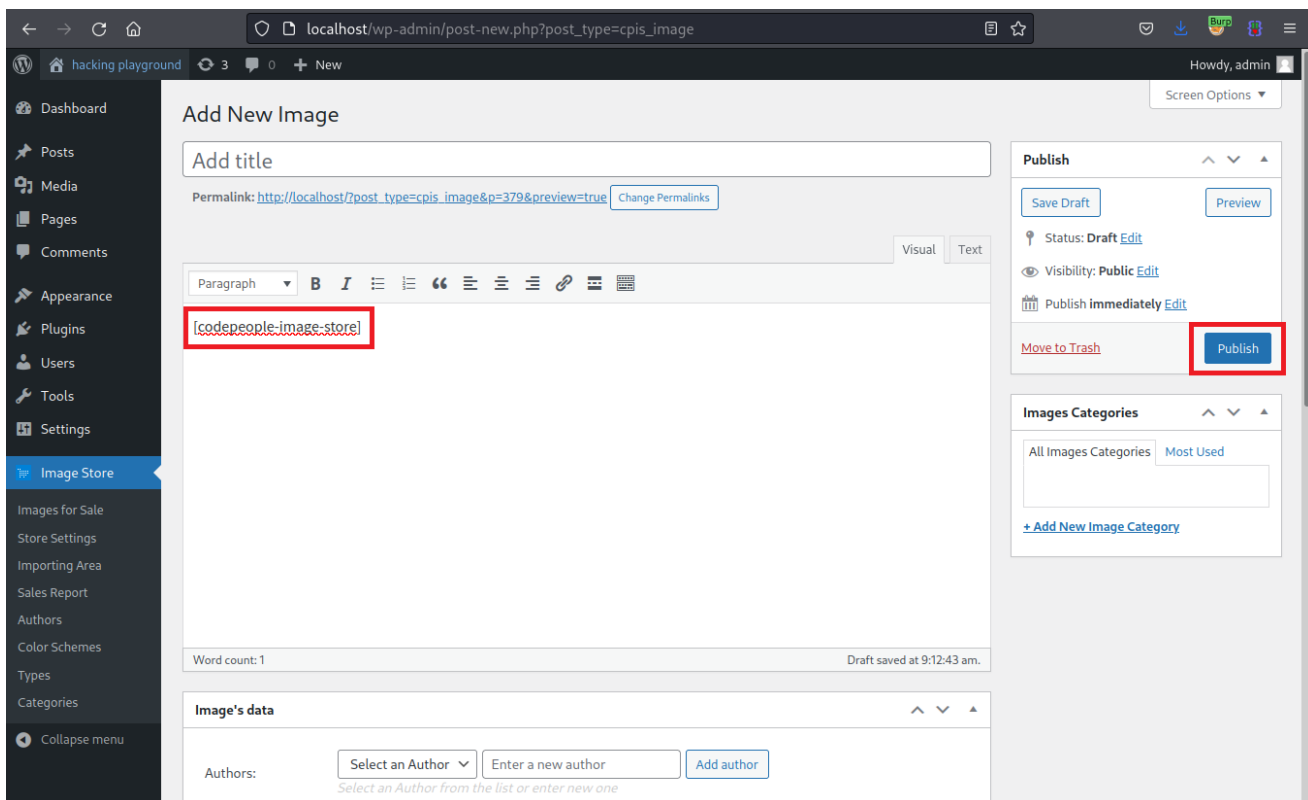 localhost/wp-admin/post-new.php?post_type=cpis_image
Burp
hacking playground 3 0 New
Howdy, admin
Screen Options ▼
Dashboard
Posts
Media
Pages
Comments
Appearance
Plugins
Users
Tools
Settings
Image Store
Images for Sale
Store Settings
Importing Area
Sales Report
Authors
Color Schemes
Types
Categories
Collapse menu
Add New Image
Add title
Permalink: http://localhost/?post_type=cpis_image&p=379&preview=true Change Permalinks
Visual Text
Paragraph B I
[codepeople-image-store]
Word count: 1 Draft saved at 9:12:43 am.
Image's data
Authors: Select an Author Enter a new author Add author
Select an Author from the list or enter new one
Publish
Save Draft Preview
Status: Draft Edit
Visibility: Public Edit
Publish immediately Edit
Move to Trash Publish
Images Categories
All Images Categories Most Used
+ Add New Image Category